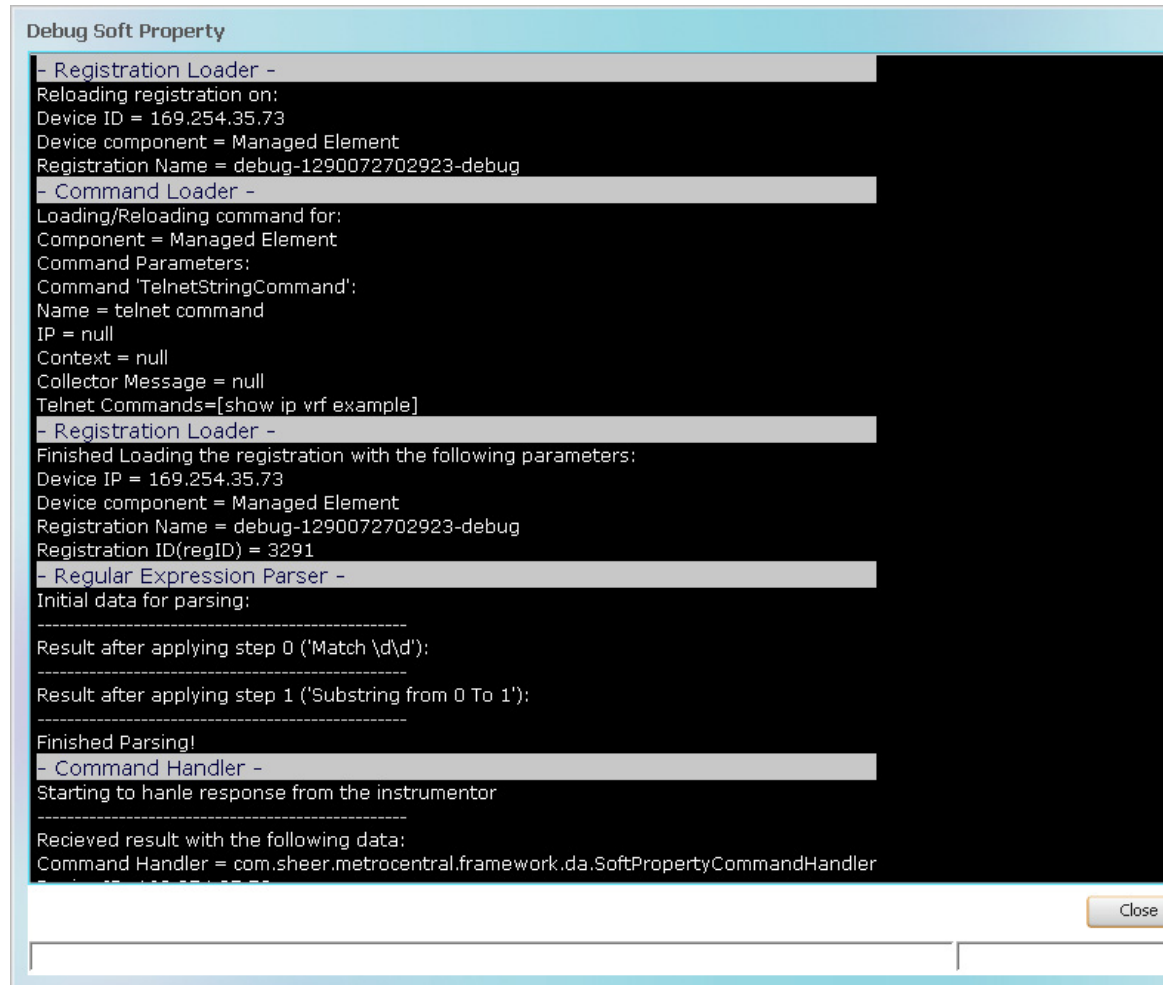 Debug Soft Property
- Registration Loader -
Reloading registration on:
Device ID = 169.254.35.73
Device component = Managed Element
Registration Name = debug-1290072702923-debug
- Command Loader -
Loading/Reloading command for:
Component = Managed Element
Command Parameters:
Command 'TelnetStringCommand':
Name = telnet command
IP = null
Context = null
Collector Message = null
Telnet Commands=[show ip vrf example]
- Registration Loader -
Finished Loading the registration with the following parameters:
Device IP = 169.254.35.73
Device component = Managed Element
Registration Name = debug-1290072702923-debug
Registration ID(regID) = 3291
- Regular Expression Parser -
Initial data for parsing:
--------------------------------------------------
Result after applying step 0 ('Match \d\d'):
--------------------------------------------------
Result after applying step 1 ('Substring from 0 To 1'):
--------------------------------------------------
Finished Parsing!
- Command Handler -
Starting to hanle response from the instrumentor
--------------------------------------------------
Recieved result with the following data:
Command Handler = com.sheer.metrocentral.framework.da.SoftPropertyCommandHandler
Close